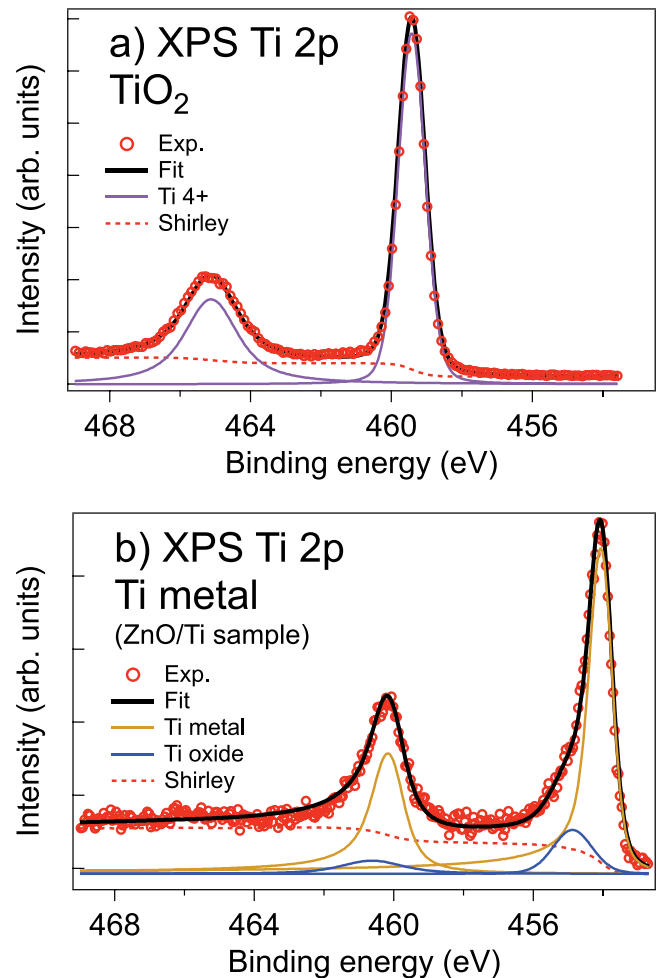 a) XPS Ti 2p
TiO₂
Exp.
Fit
Ti 4+
Shirley
Intensity (arb. units)
468 464 460 456
Binding energy (eV)
b) XPS Ti 2p
Ti metal
(ZnO/Ti sample)
Exp.
Fit
Ti metal
Ti oxide
Shirley
Intensity (arb. units)
468 464 460 456
Binding energy (eV)